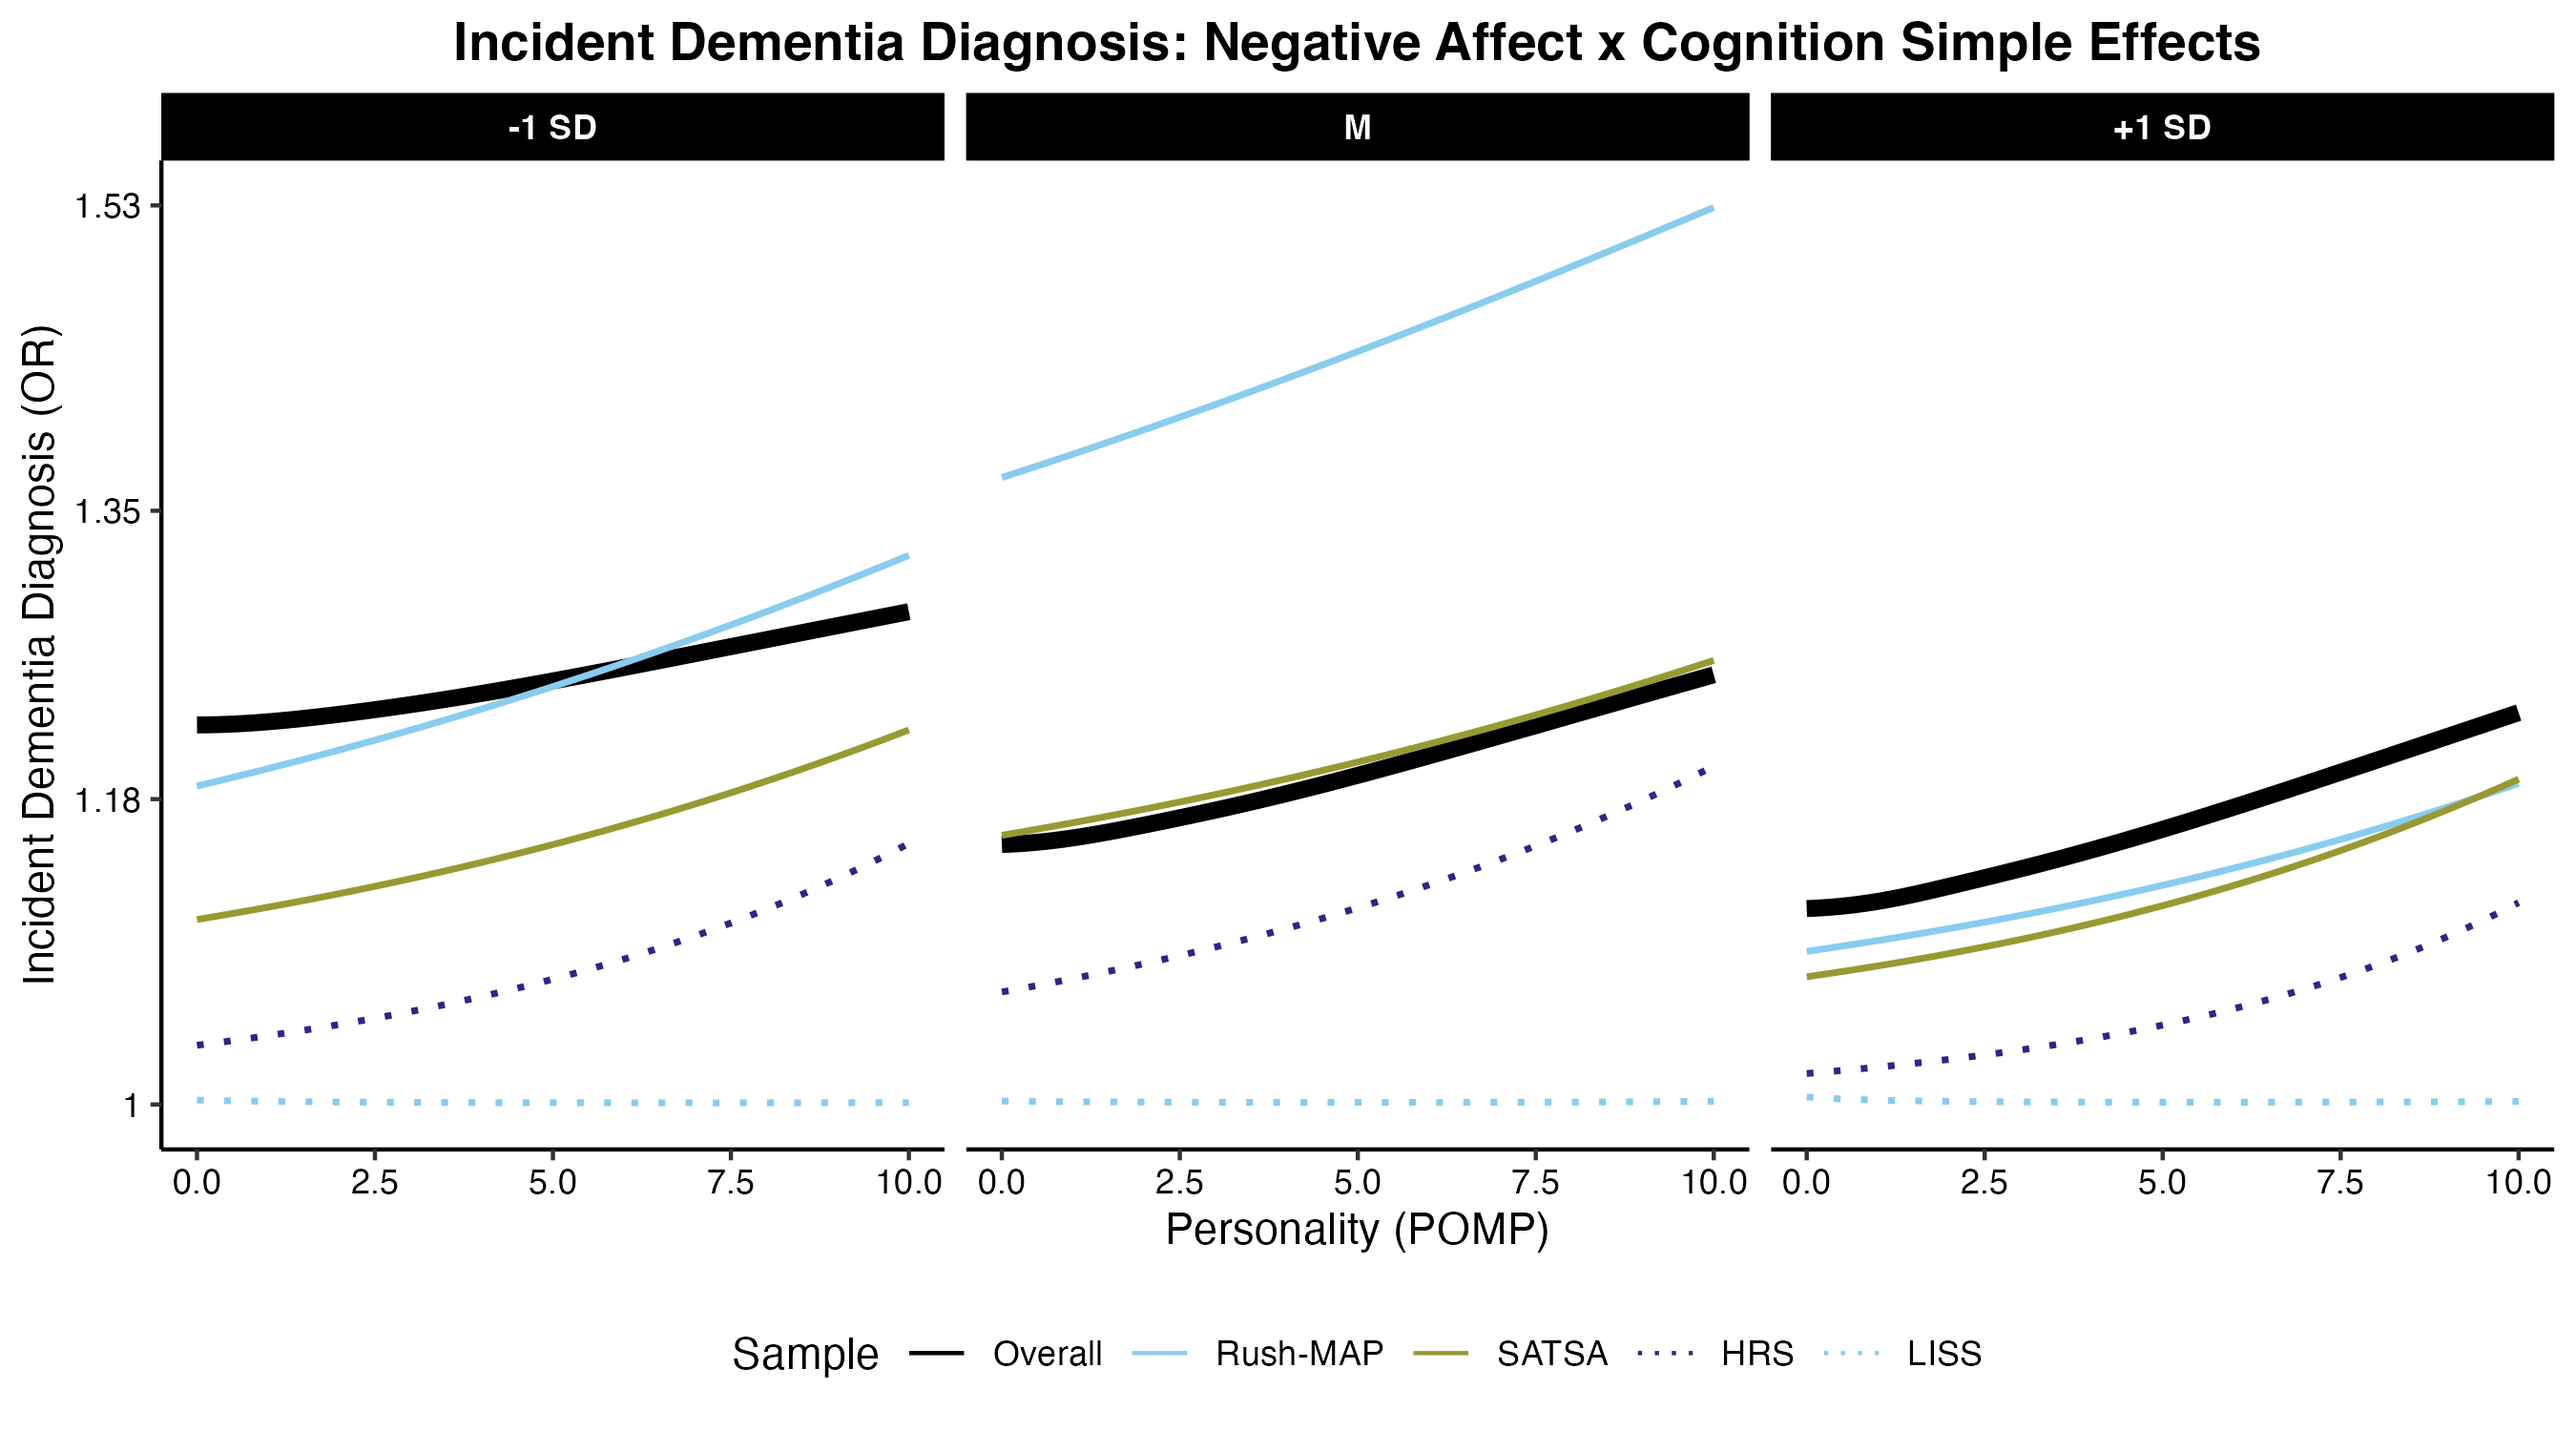 Incident Dementia Diagnosis: Negative Affect x Cognition Simple Effects
-1 SD M +1 SD
Incident Dementia Diagnosis (OR)
1.53
1.35
1.18
1
0.0 2.5 5.0 7.5 10.0 0.0 2.5 5.0 7.5 10.0 0.0 2.5 5.0 7.5 10.0
Personality (POMP)
Sample Overall Rush-MAP SATSA HRS LISS